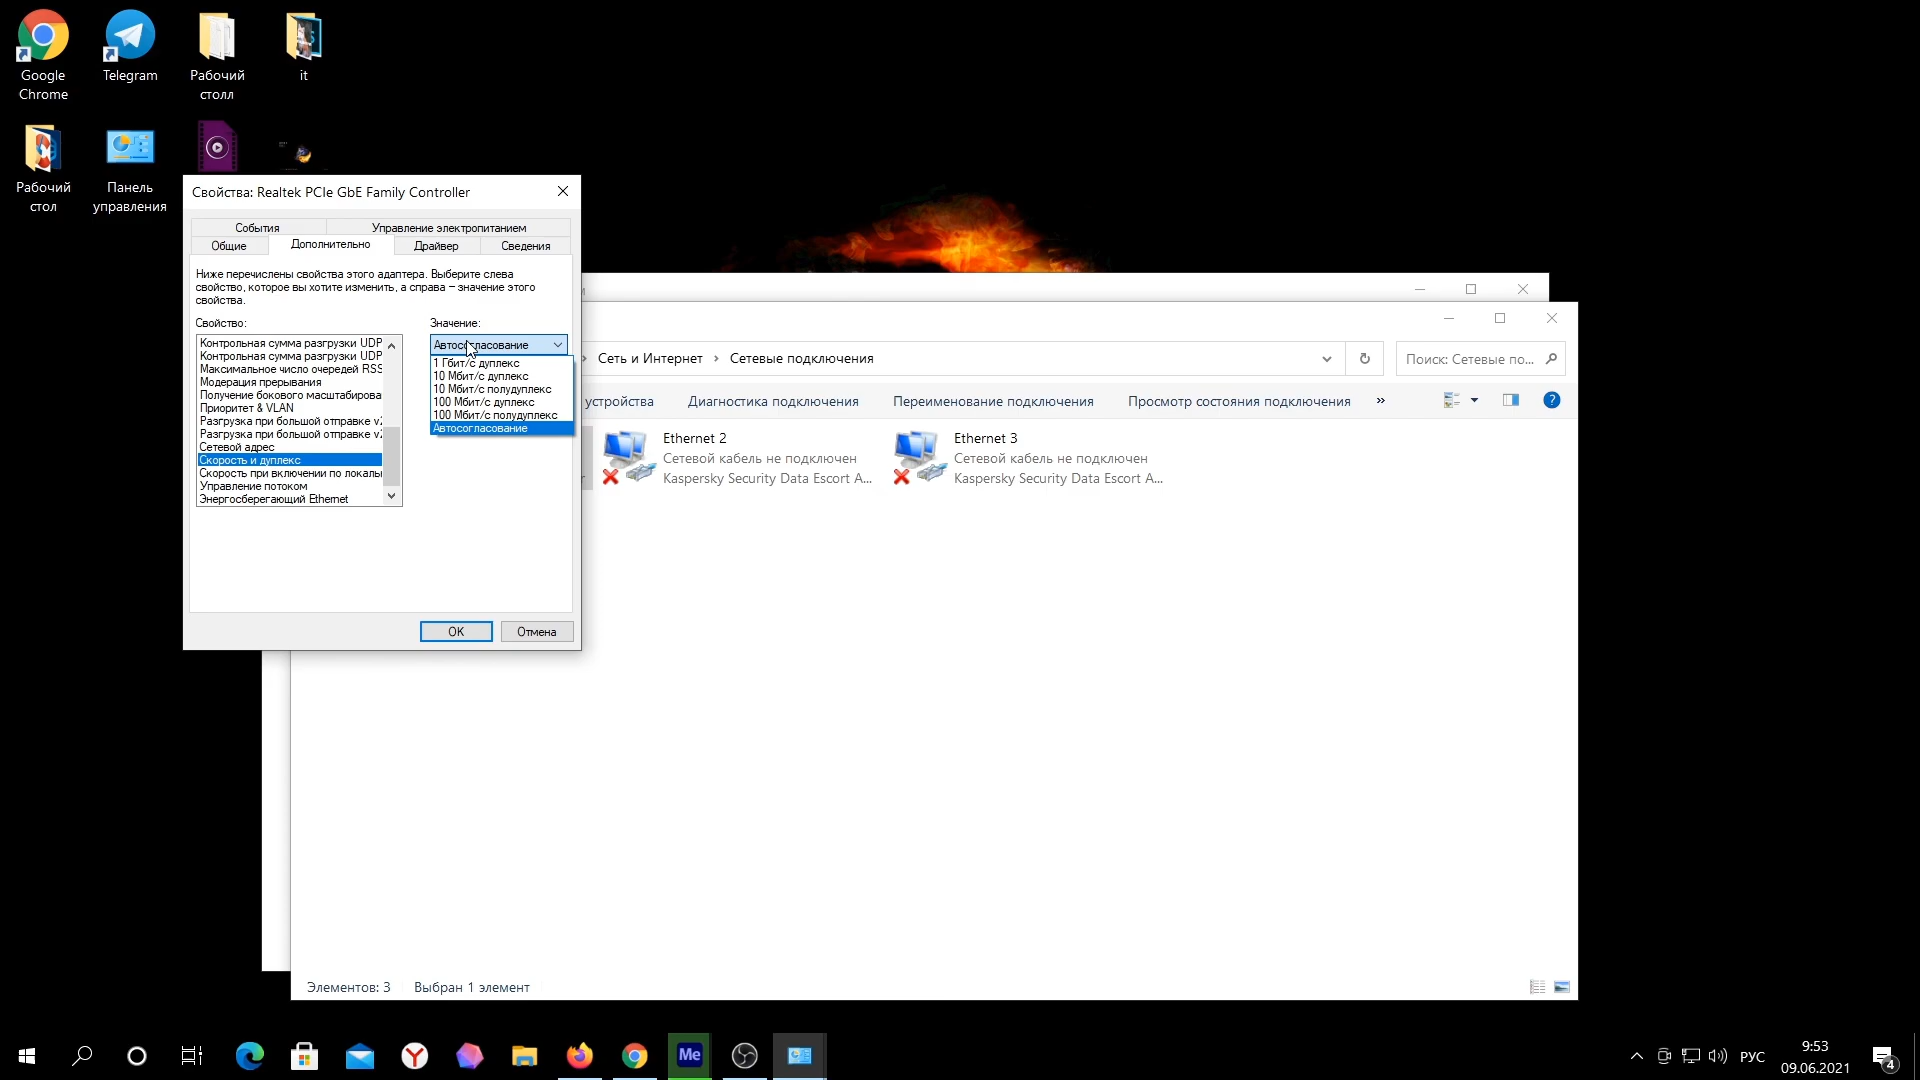 Google
Chrome
Telegram
Рабочий
столл
it
Рабочий
стол
Панель
управления
Свойства: Realtek PCIe GbE Family Controller
События
Управление электропитанием
Общие
Дополнительно
Драйвер
Сведения
Ниже перечислены свойства этого адаптера. Выберите слева
свойство, которое вы хотите изменить, а справа – значение этого
свойства.
Свойство:
Контрольная сумма разгрузки UDP
Контрольная сумма разгрузки UDP
Максимальное число очередей RSS
Модерация прерывания
Получение бокового масштабирова
Приоритет & VLAN
Разгрузка при большой отправке v2
Разгрузка при большой отправке v2
Сетевой адрес
Скорость и дуплекс
Скорость при включении по локаль
Управление потоком
Энергосберегающий Ethernet
Значение:
Автосогласование
1 Гбит/с дуплекс
10 Мбит/с дуплекс
10 Мбит/с полудуплекс
100 Мбит/с дуплекс
100 Мбит/с полудуплекс
Автосогласование
OK
Отмена
Сеть и Интернет
Сетевые подключения
Поиск: Сетевые по...
устройства
Диагностика подключения
Переименование подключения
Просмотр состояния подключения
»
Ethernet 2
Сетевой кабель не подключен
Kaspersky Security Data Escort A...
Ethernet 3
Сетевой кабель не подключен
Kaspersky Security Data Escort A...
Элементов: 3
Выбран 1 элемент
Me
РУС
9:53
09.06.2021
4